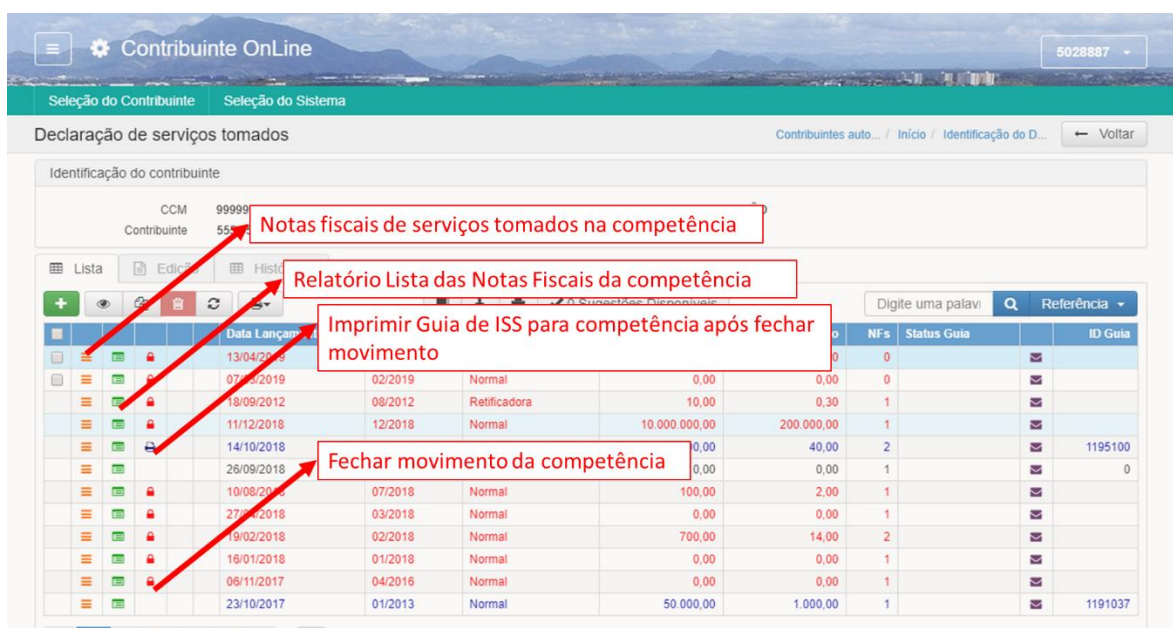 Contribuinte OnLine
5028887
Seleção do Contribuinte Seleção do Sistema
Declaração de serviços tomados
Contribuintes auto... / Início / Identificação do D... ← Voltar
Identificação do contribuinte
CCM 99999
Contribuinte
Notas fiscais de serviços tomados na competência
Lista Edição
Relatório Lista das Notas Fiscais da competência
0 Sugestões Disponíveis
Digite uma palavi
Referência
Imprimir Guia de ISS para competência após fechar
movimento
NFs Status Guia ID Guia
13/04/2019 0
02/2019 Normal 0,00 0,00 0
18/09/2012 08/2012 Retificadora 10,00 0,30 1
11/12/2018 12/2018 Normal 10.000.000,00 200.000,00 1
14/10/2018 40,00 2 1195100
Fechar movimento da competência
26/09/2018 0,00 0,00 1 0
07/2018 Normal 100,00 2,00 1
03/2018 Normal 0,00 0,00 1
19/02/2018 02/2018 Normal 700,00 14,00 2
16/01/2018 01/2018 Normal 0,00 0,00 1
06/11/2017 04/2016 Normal 0,00 0,00 1
23/10/2017 01/2013 Normal 50.000,00 1.000,00 1 1191037